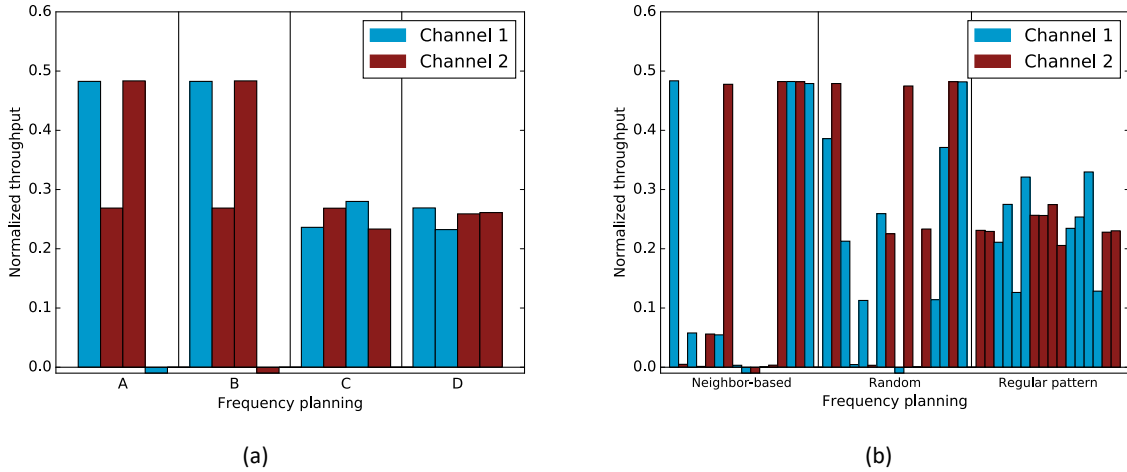 0.6
0.5
0.4
0.3
0.2
0.1
0.0
Normalized throughput
Channel 1
Channel 2
A B C D
Frequency planning
(a)
0.6
0.5
0.4
0.3
0.2
0.1
0.0
Normalized throughput
Channel 1
Channel 2
Neighbor-based Random Regular pattern
Frequency planning
(b)